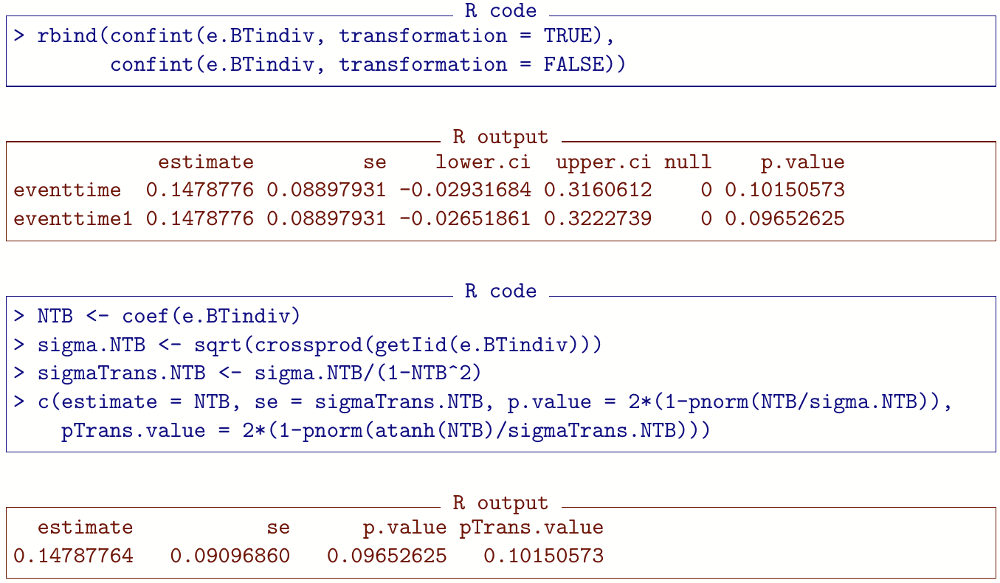 R code
> rbind(confint(e.BTindiv, transformation = TRUE),
        confint(e.BTindiv, transformation = FALSE))
R output
            estimate         se    lower.ci  upper.ci null    p.value
eventtime  0.1478776 0.08897931 -0.02931684 0.3160612    0 0.10150573
eventtime1 0.1478776 0.08897931 -0.02651861 0.3222739    0 0.09652625
R code
> NTB <- coef(e.BTindiv)
> sigma.NTB <- sqrt(crossprod(getIid(e.BTindiv)))
> sigmaTrans.NTB <- sigma.NTB/(1-NTB^2)
> c(estimate = NTB, se = sigmaTrans.NTB, p.value = 2*(1-pnorm(NTB/sigma.NTB)),
    pTrans.value = 2*(1-pnorm(atanh(NTB)/sigmaTrans.NTB)))
R output
  estimate           se      p.value pTrans.value
0.14787764   0.09096860   0.09652625   0.10150573